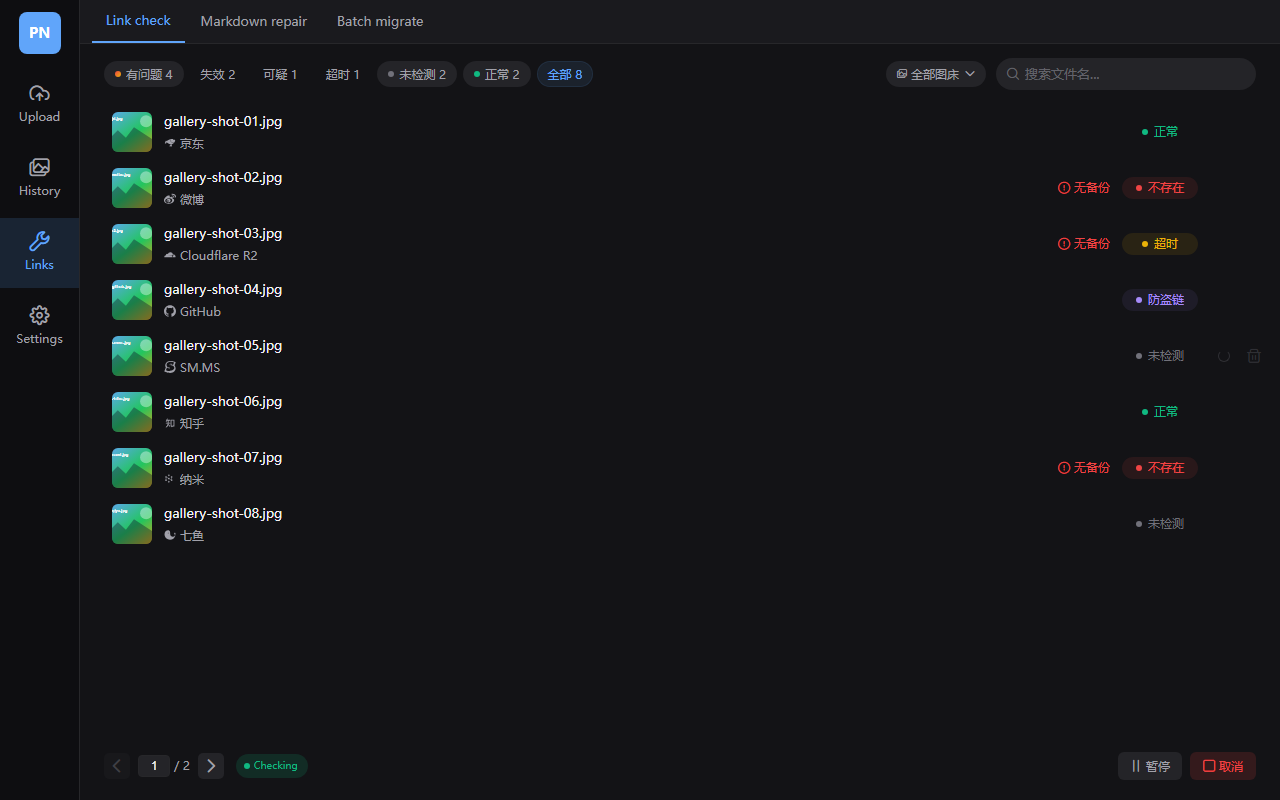 PN
Upload
History
Links
Settings
Link check
Markdown repair
Batch migrate
有问题 4
失效 2
可疑 1
超时 1
未检测 2
正常 2
全部 8
全部图床
搜索文件名...
gallery-shot-01.jpg
京东
正常
gallery-shot-02.jpg
微博
无备份
不存在
gallery-shot-03.jpg
Cloudflare R2
无备份
超时
gallery-shot-04.jpg
GitHub
防盗链
gallery-shot-05.jpg
SM.MS
未检测
gallery-shot-06.jpg
知 知乎
正常
gallery-shot-07.jpg
纳米
无备份
不存在
gallery-shot-08.jpg
七鱼
未检测
1 / 2
Checking
暂停
取消